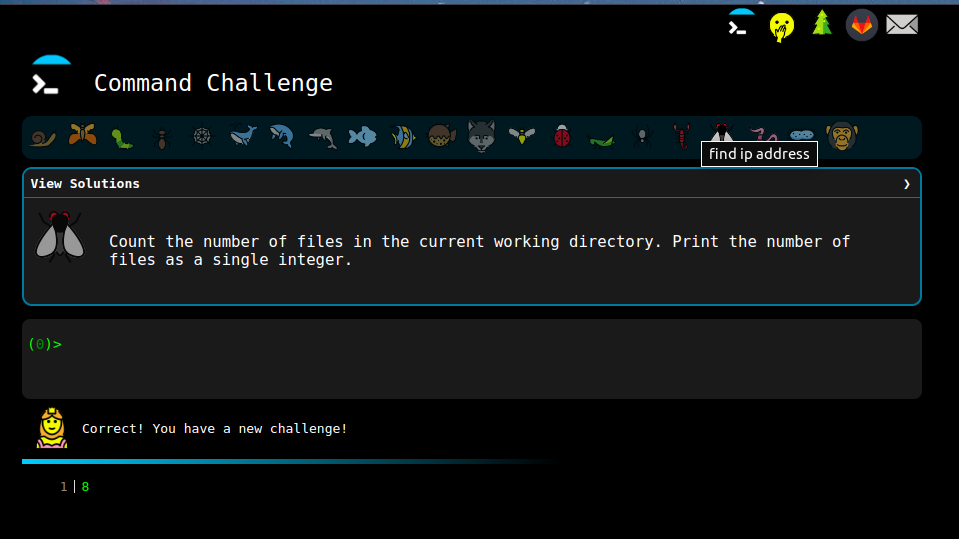 Command Challenge
find ip address
View Solutions
Count the number of files in the current working directory. Print the number of
files as a single integer.
(0)>
Correct! You have a new challenge!
1 8